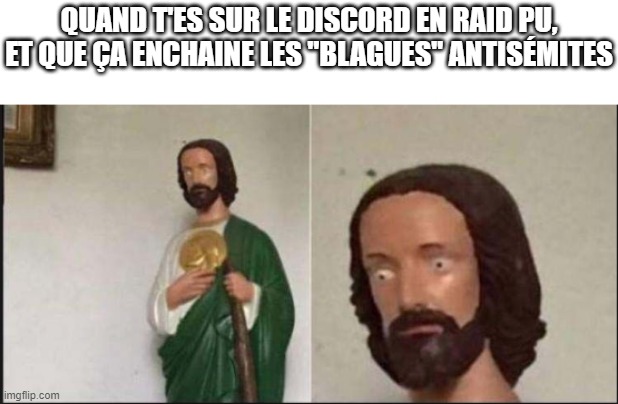 QUAND T'ES SUR LE DISCORD EN RAID PU,
ET QUE ÇA ENCHAINE LES "BLAGUES" ANTISÉMITES
imgflip.com